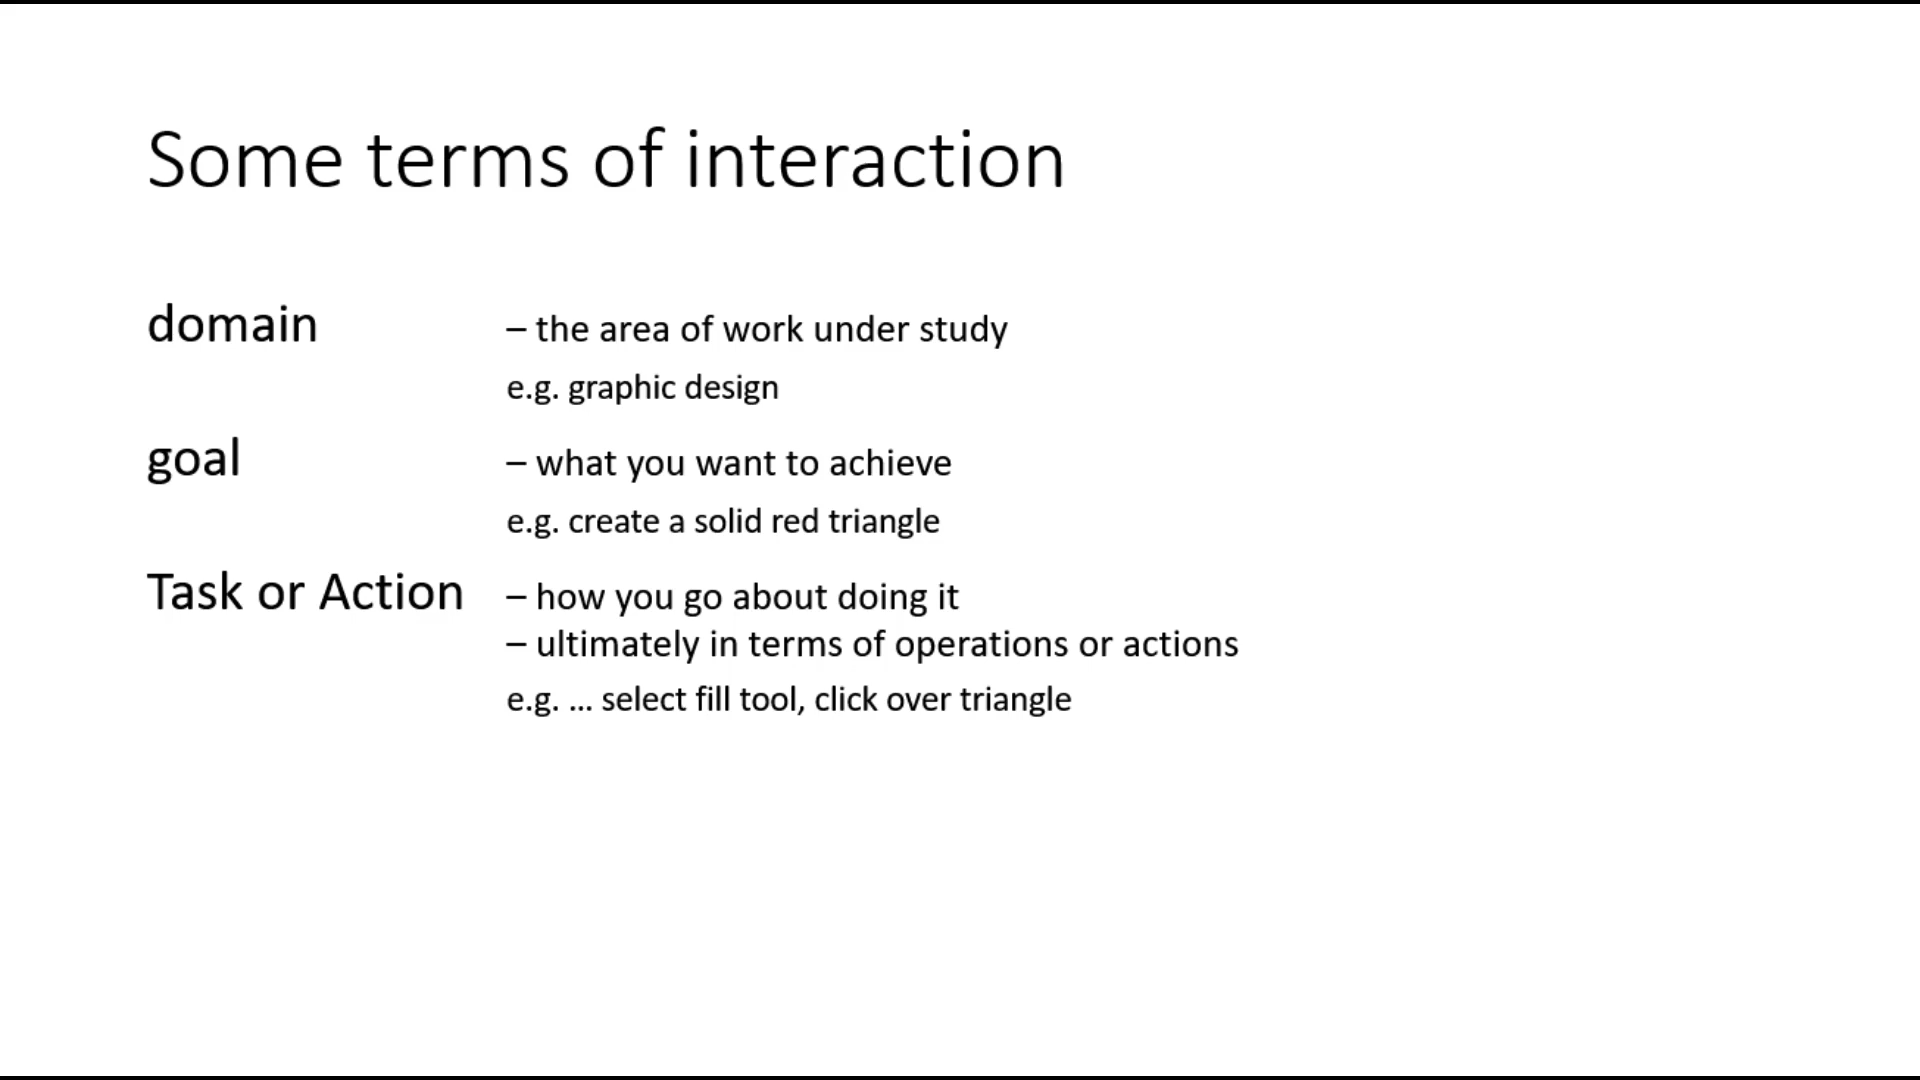 Some terms of interaction
domain – the area of work under study
e.g. graphic design
goal – what you want to achieve
e.g. create a solid red triangle
Task or Action – how you go about doing it
– ultimately in terms of operations or actions
e.g. ... select fill tool, click over triangle